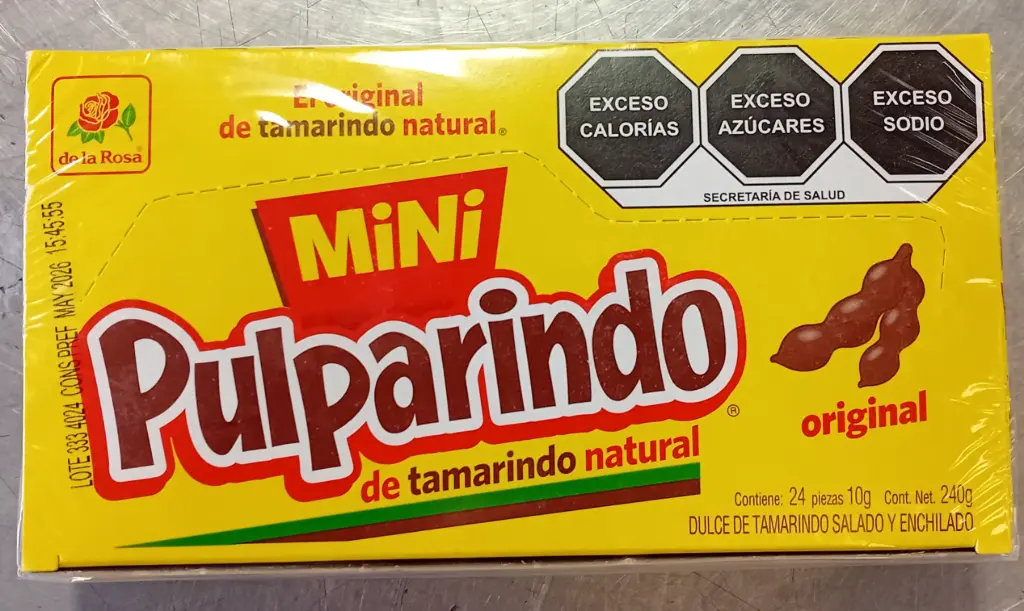 de la Rosa®
El original
de tamarindo natural®
EXCESO
CALORÍAS
EXCESO
AZÚCARES
EXCESO
SODIO
SECRETARÍA DE SALUD
LOTE 333 4024 CONS PREF MAY 2026 15:45:55
MiNi
Pulparindo®
de tamarindo natural
original
Contiene: 24 piezas 10g Cont. Net. 240g
DULCE DE TAMARINDO SALADO Y ENCHILADO